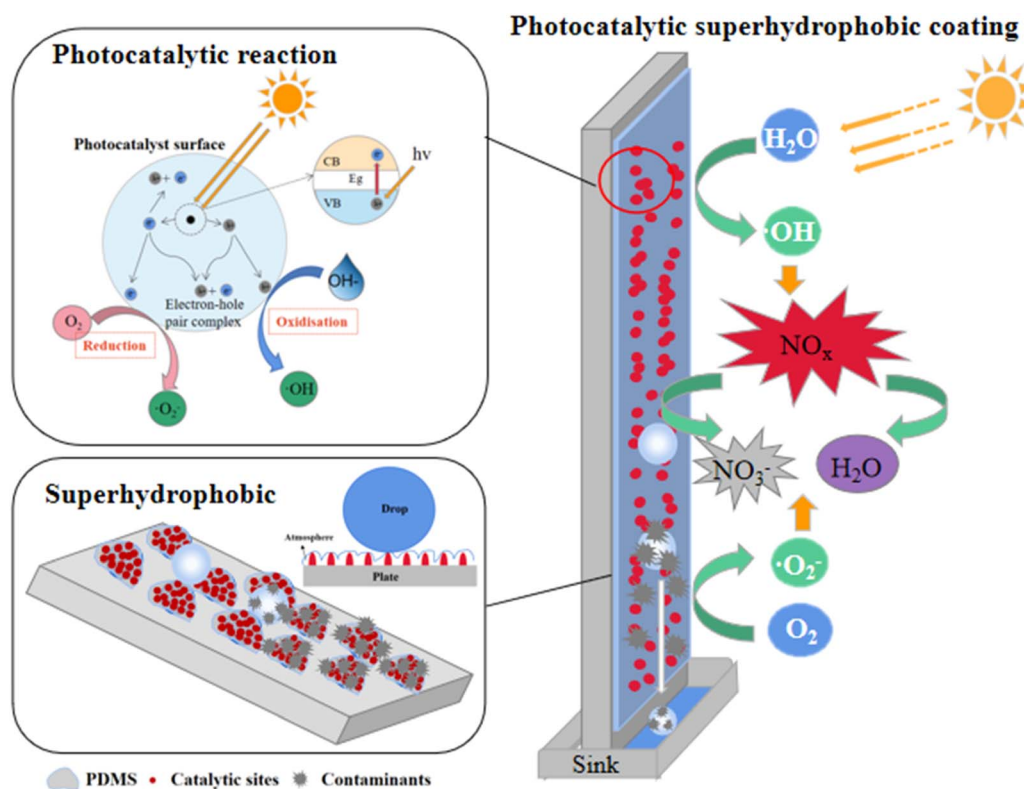 Photocatalytic superhydrophobic coating
Photocatalytic reaction
Photocatalyst surface
CB
Eg
VB
hv
e-
h+
+
e-
e-
h+
e-
h+
+
e-
h+
Electron-hole
pair complex
OH-
O₂
Reduction
Oxidisation
·OH
·O₂⁻
H₂O
·OH
NOₓ
NO₃⁻
H₂O
·O₂⁻
O₂
Sink
Superhydrophobic
Drop
Atmosphere
Plate
PDMS
Catalytic sites
Contaminants